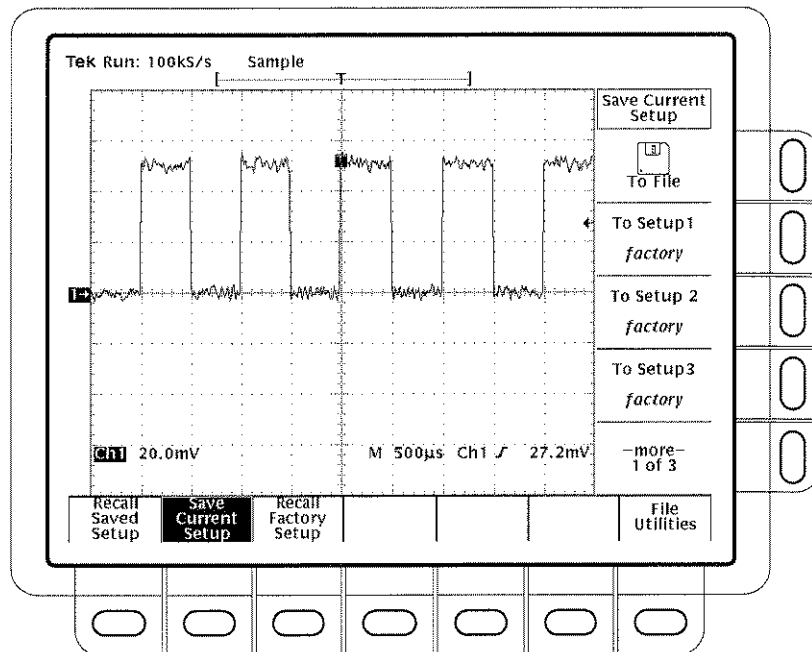 Tek Run: 100kS/s Sample
[ T ]
Save Current
Setup
To File
To Setup1
factory
To Setup 2
factory
To Setup3
factory
-more-
1 of 3
1→
Ch1 20.0mV M 500µs Ch1 27.2mV
Recall
Saved
Setup
Save
Current
Setup
Recall
Factory
Setup
File
Utilities